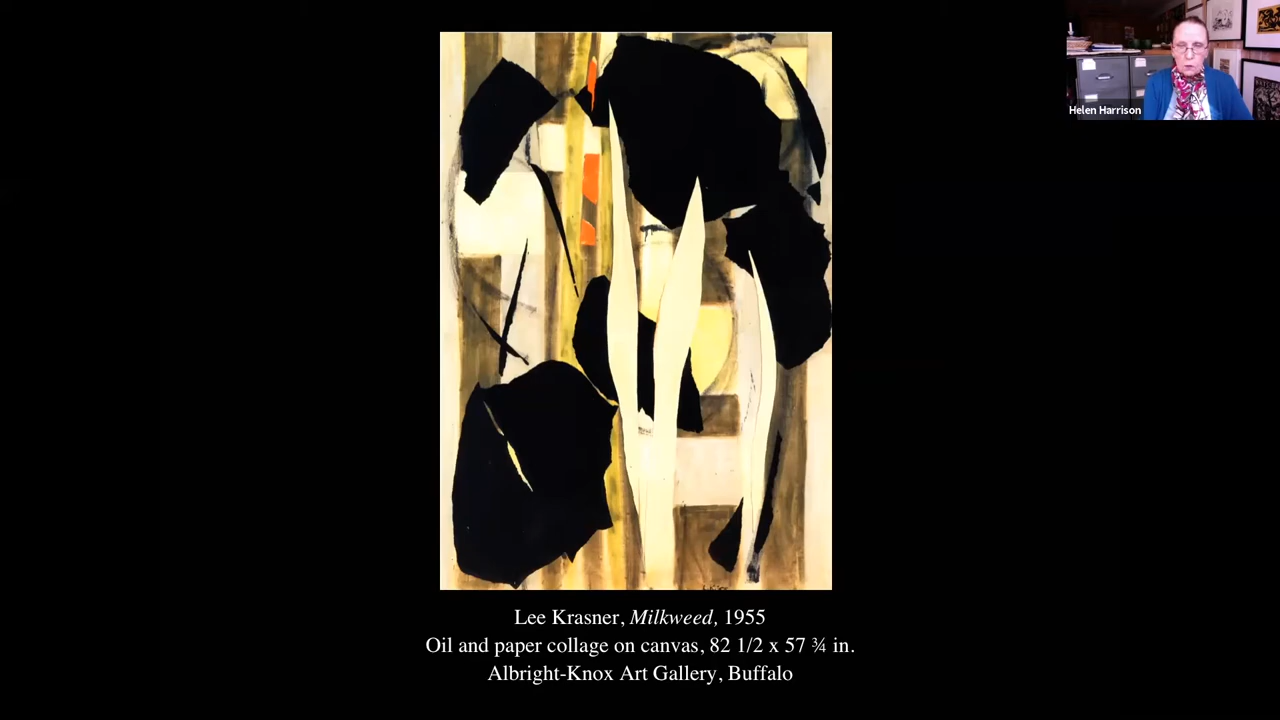 Helen Harrison
Lee Krasner, Milkweed, 1955
Oil and paper collage on canvas, 82 1/2 x 57 ¾ in.
Albright-Knox Art Gallery, Buffalo